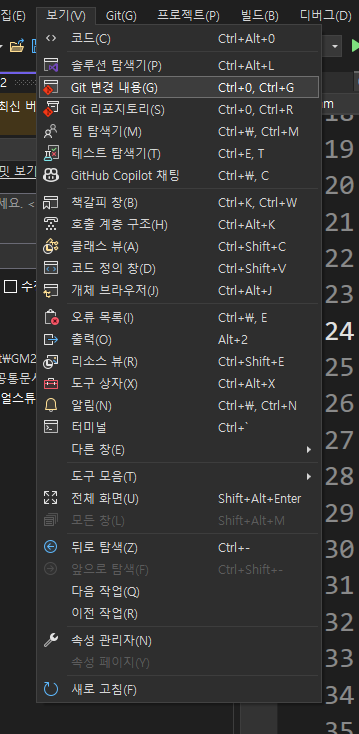 집(E) 보기(V) Git(G) 프로젝트(P) 빌드(B) 디버그(D)
코드(C) Ctrl+Alt+0
솔루션 탐색기(P) Ctrl+Alt+L
2
Git 변경 내용(G) Ctrl+0, Ctrl+G
최신 버
Git 리포지토리(S) Ctrl+0, Ctrl+R
팀 탐색기(M) Ctrl+₩, Ctrl+M
19
테스트 탐색기(T) Ctrl+E, T
20
밋 보기
GitHub Copilot 채팅 Ctrl+₩, C
세요. <
책갈피 창(B) Ctrl+K, Ctrl+W
21
호출 계층 구조(H) Ctrl+Alt+K
클래스 뷰(A) Ctrl+Shift+C
22
코드 정의 창(D) Ctrl+Shift+V
수정
개체 브라우저(J) Ctrl+Alt+J
23
오류 목록(I) Ctrl+₩, E
24
출력(O) Alt+2
t₩GM2
리소스 뷰(R) Ctrl+Shift+E
25
공통문서
도구 상자(X) Ctrl+Alt+X
26
얼스튜
알림(N) Ctrl+₩, Ctrl+N
터미널 Ctrl+`
27
다른 창(E)
도구 모음(T)
28
전체 화면(U) Shift+Alt+Enter
29
모든 창(L) Shift+Alt+M
뒤로 탐색(Z) Ctrl+-
30
앞으로 탐색(F) Ctrl+Shift+-
31
다음 작업(Q)
이전 작업(R)
32
속성 관리자(N)
33
속성 페이지(Y)
새로 고침(F)
34
35